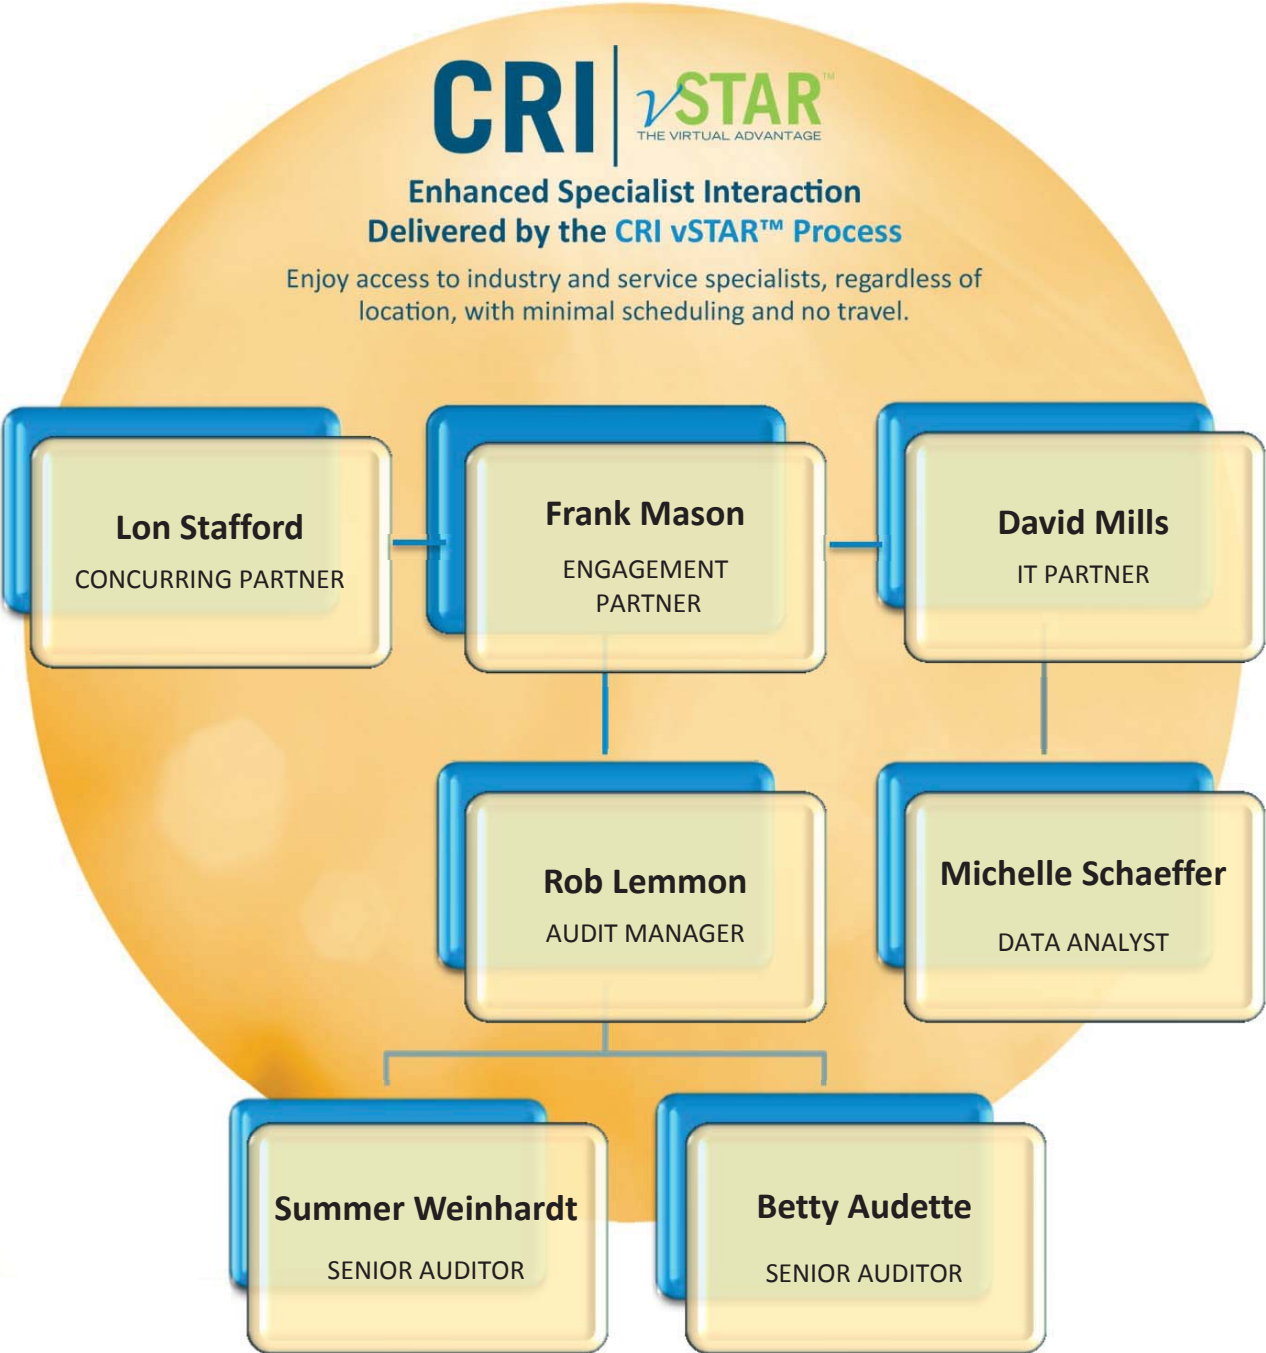 CRI
vSTAR™
THE VIRTUAL ADVANTAGE
Enhanced Specialist Interaction
Delivered by the CRI vSTAR™ Process
Enjoy access to industry and service specialists, regardless of
location, with minimal scheduling and no travel.
Lon Stafford
CONCURRING PARTNER
Frank Mason
ENGAGEMENT
PARTNER
David Mills
IT PARTNER
Rob Lemmon
AUDIT MANAGER
Michelle Schaeffer
DATA ANALYST
Summer Weinhardt
SENIOR AUDITOR
Betty Audette
SENIOR AUDITOR